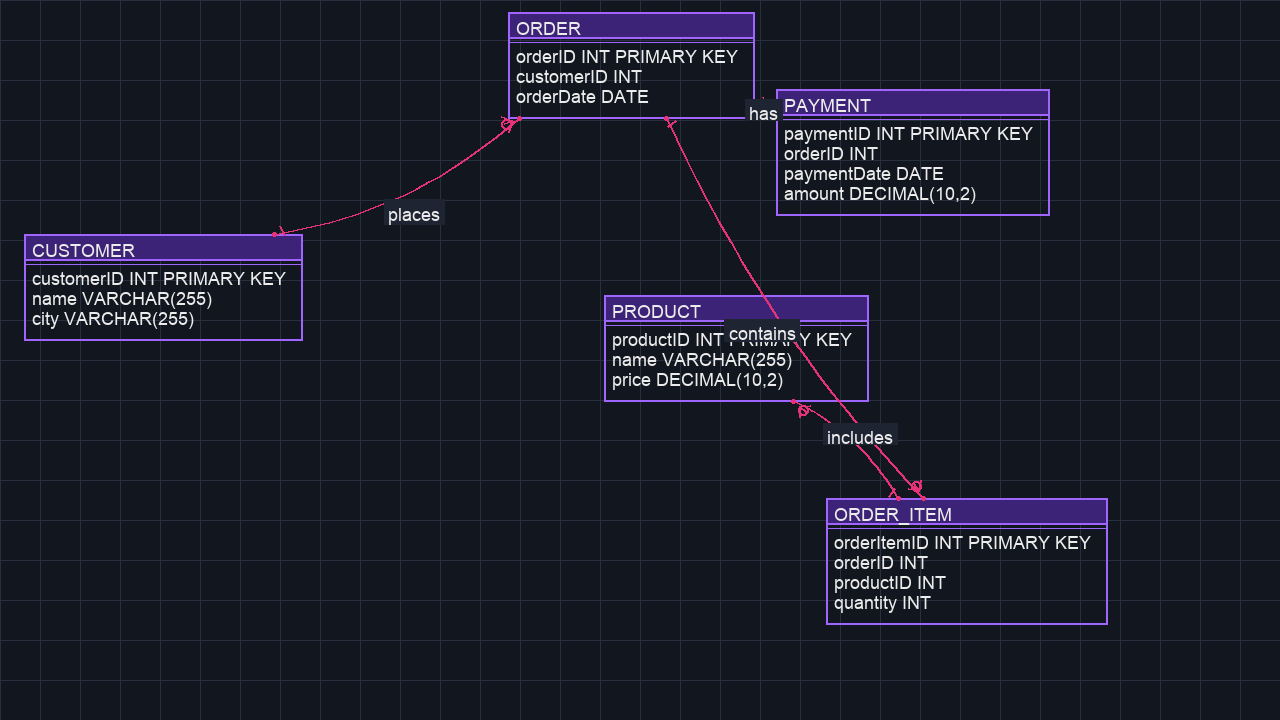 ORDER
orderID INT PRIMARY KEY
customerID INT
orderDate DATE
has
PAYMENT
paymentID INT PRIMARY KEY
orderID INT
paymentDate DATE
amount DECIMAL(10,2)
places
CUSTOMER
customerID INT PRIMARY KEY
name VARCHAR(255)
city VARCHAR(255)
PRODUCT
contains
productID INT PRIMARY KEY
name VARCHAR(255)
price DECIMAL(10,2)
includes
ORDER_ITEM
orderItemID INT PRIMARY KEY
orderID INT
productID INT
quantity INT